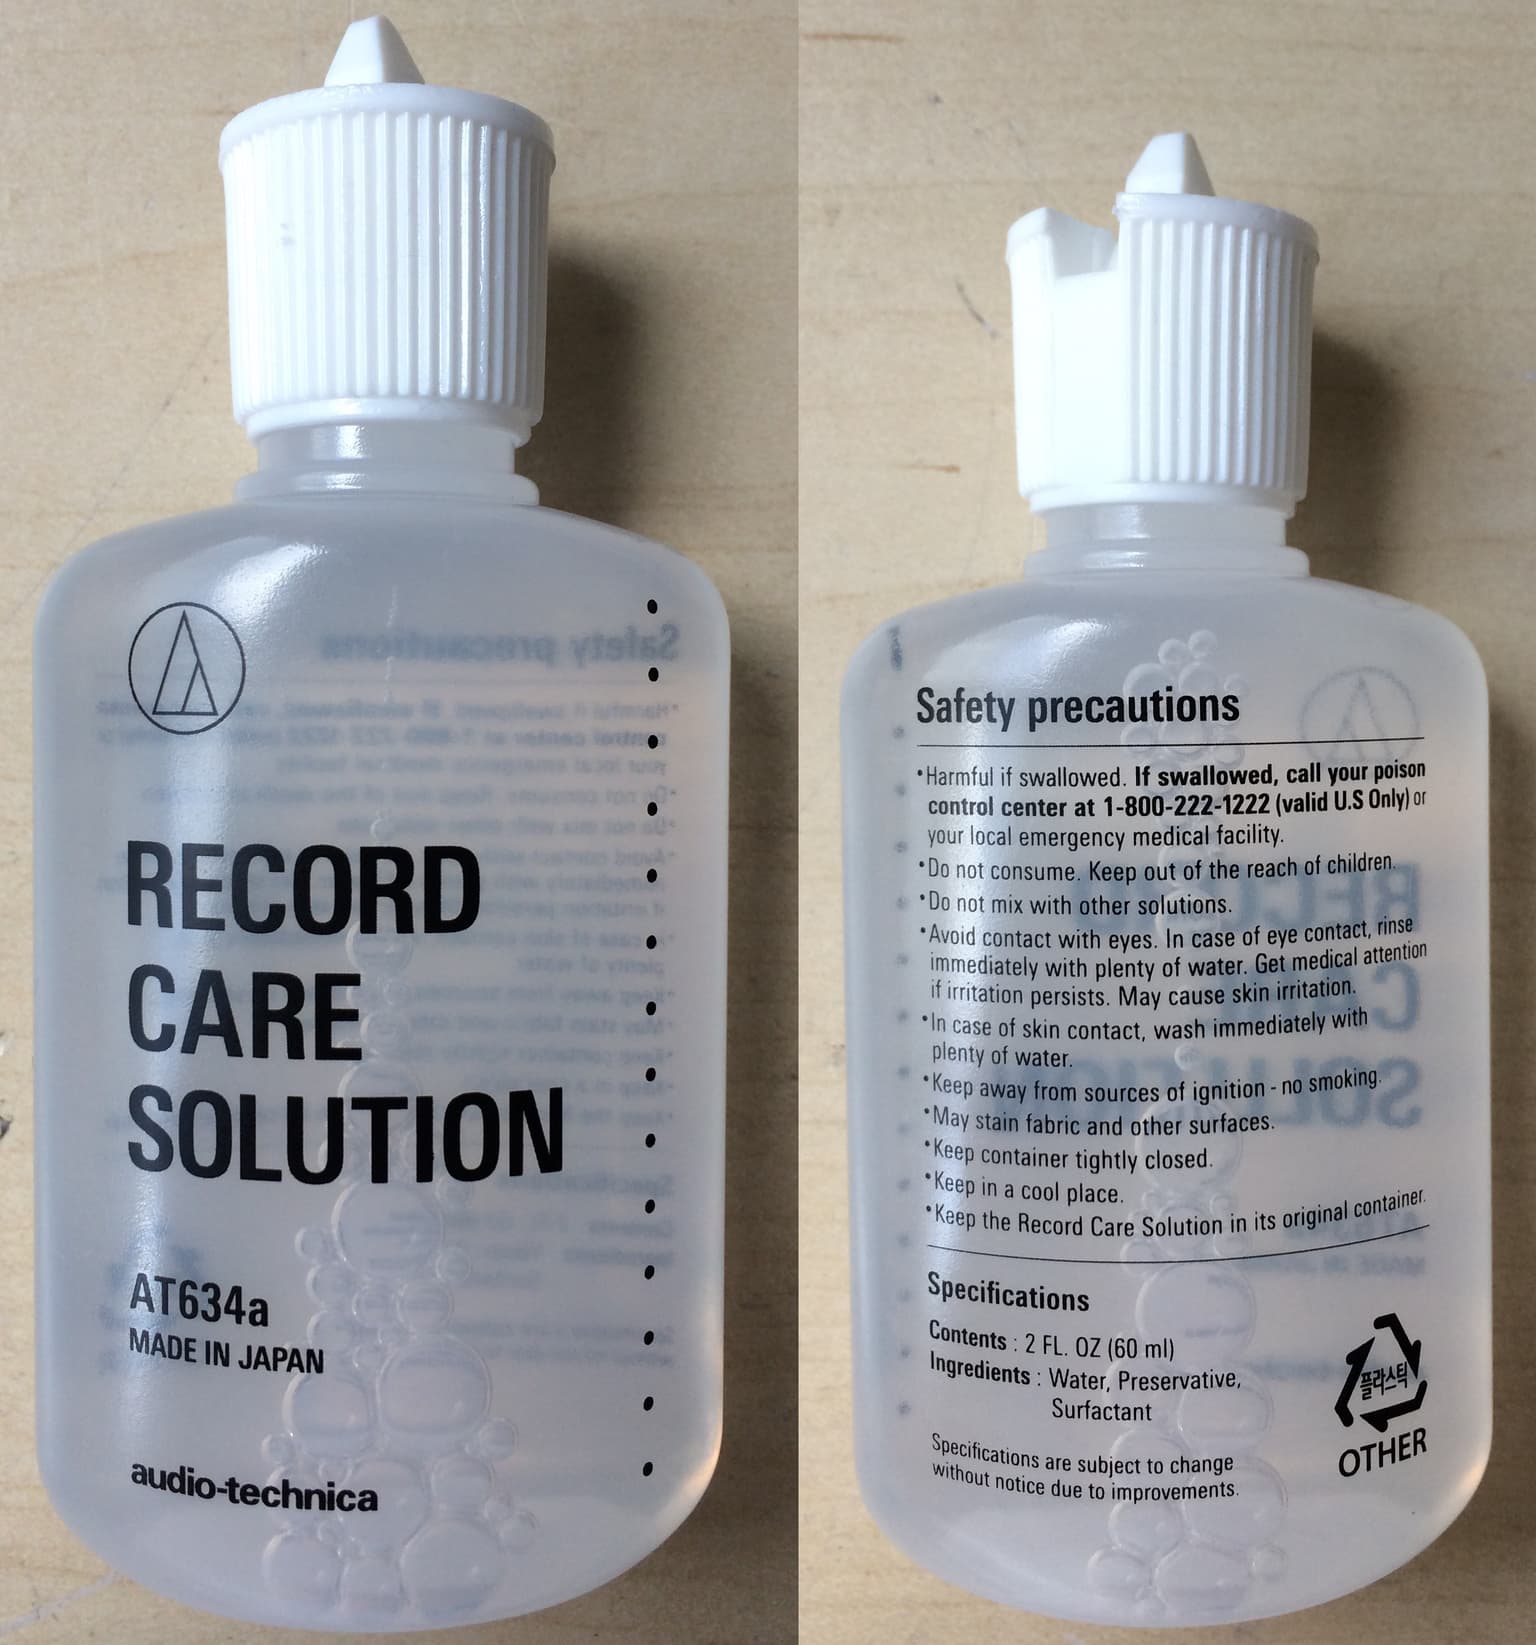 RECORD
CARE
SOLUTION
AT634a
MADE IN JAPAN
audio-technica
Safety precautions
•Harmful if swallowed. If swallowed, call your poison
control center at 1-800-222-1222 (valid U.S Only) or
your local emergency medical facility.
•Do not consume. Keep out of the reach of children.
•Do not mix with other solutions.
•Avoid contact with eyes. In case of eye contact, rinse
immediately with plenty of water. Get medical attention
if irritation persists. May cause skin irritation.
•In case of skin contact, wash immediately with
plenty of water.
•Keep away from sources of ignition - no smoking.
•May stain fabric and other surfaces.
•Keep container tightly closed.
•Keep in a cool place.
•Keep the Record Care Solution in its original container.
Specifications
Contents : 2 FL. OZ (60 ml)
Ingredients : Water, Preservative,
Surfactant
Specifications are subject to change
without notice due to improvements.
플라스틱
OTHER